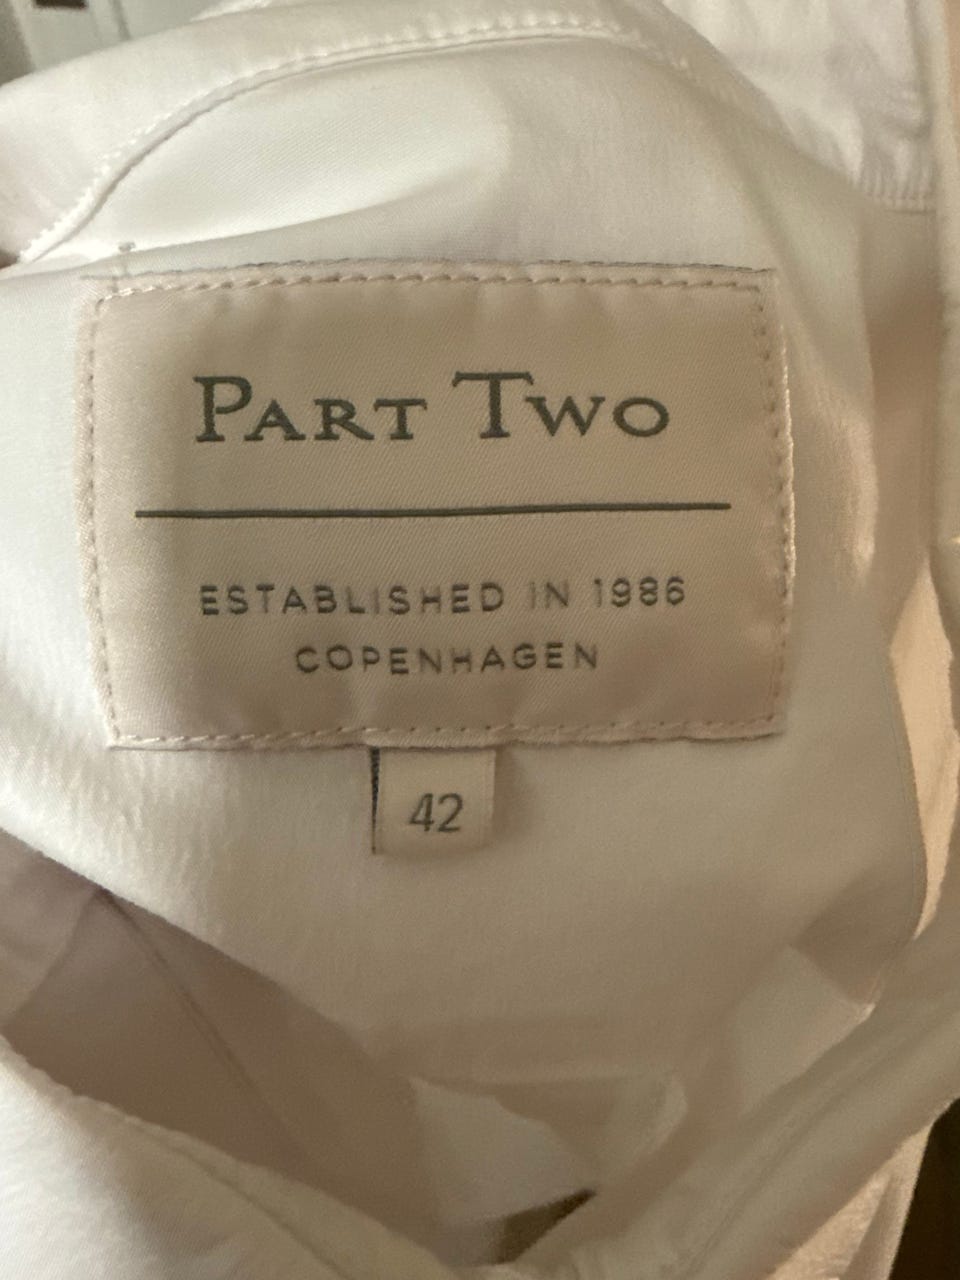 PART TWO
ESTABLISHED IN 1986
COPENHAGEN
42